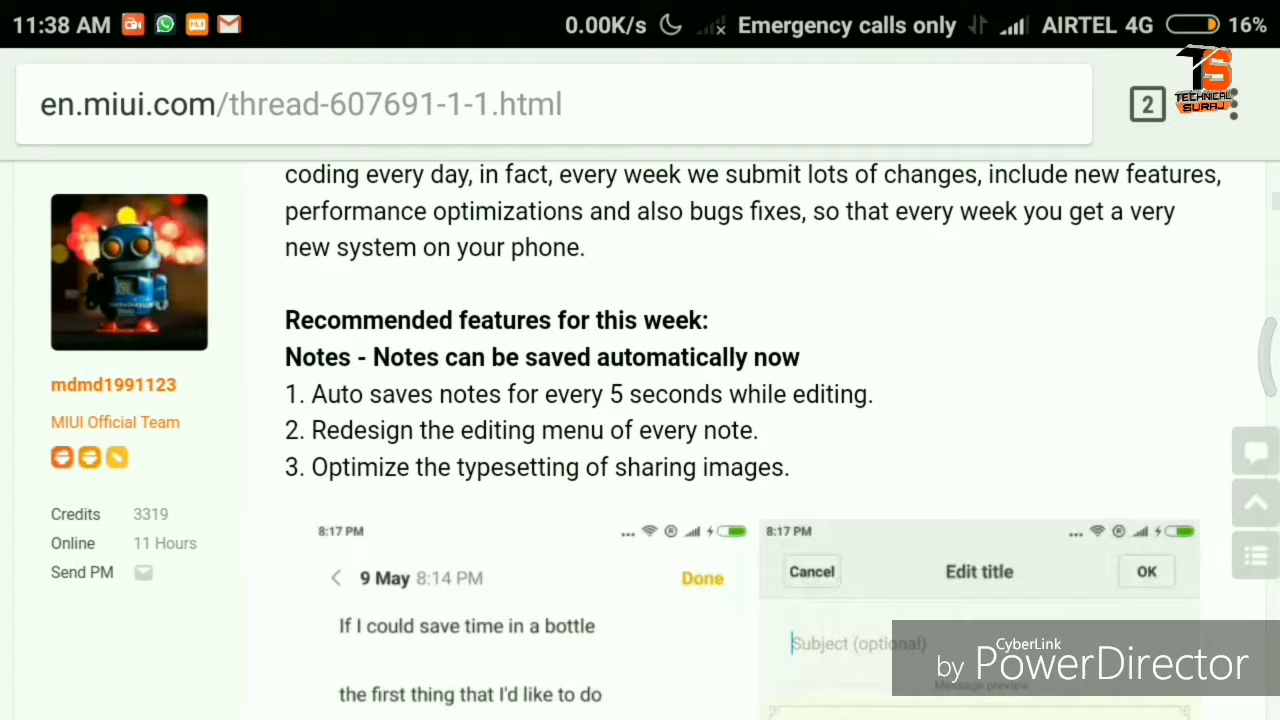 11:38 AM
0.00K/s
Emergency calls only
AIRTEL 4G
16%
en.miui.com/thread-607691-1-1.html
2
TS
TECHNICAL
SURAJ
coding every day, in fact, every week we submit lots of changes, include new features,
performance optimizations and also bugs fixes, so that every week you get a very
new system on your phone.
mdmd1991123
MIUI Official Team
Credits 3319
Online 11 Hours
Send PM
Recommended features for this week:
Notes - Notes can be saved automatically now
1. Auto saves notes for every 5 seconds while editing.
2. Redesign the editing menu of every note.
3. Optimize the typesetting of sharing images.
8:17 PM
9 May 8:14 PM
Done
If I could save time in a bottle
the first thing that I'd like to do
8:17 PM
Cancel
Edit title
OK
Subject (optional)
Message preview
CyberLink
by PowerDirector